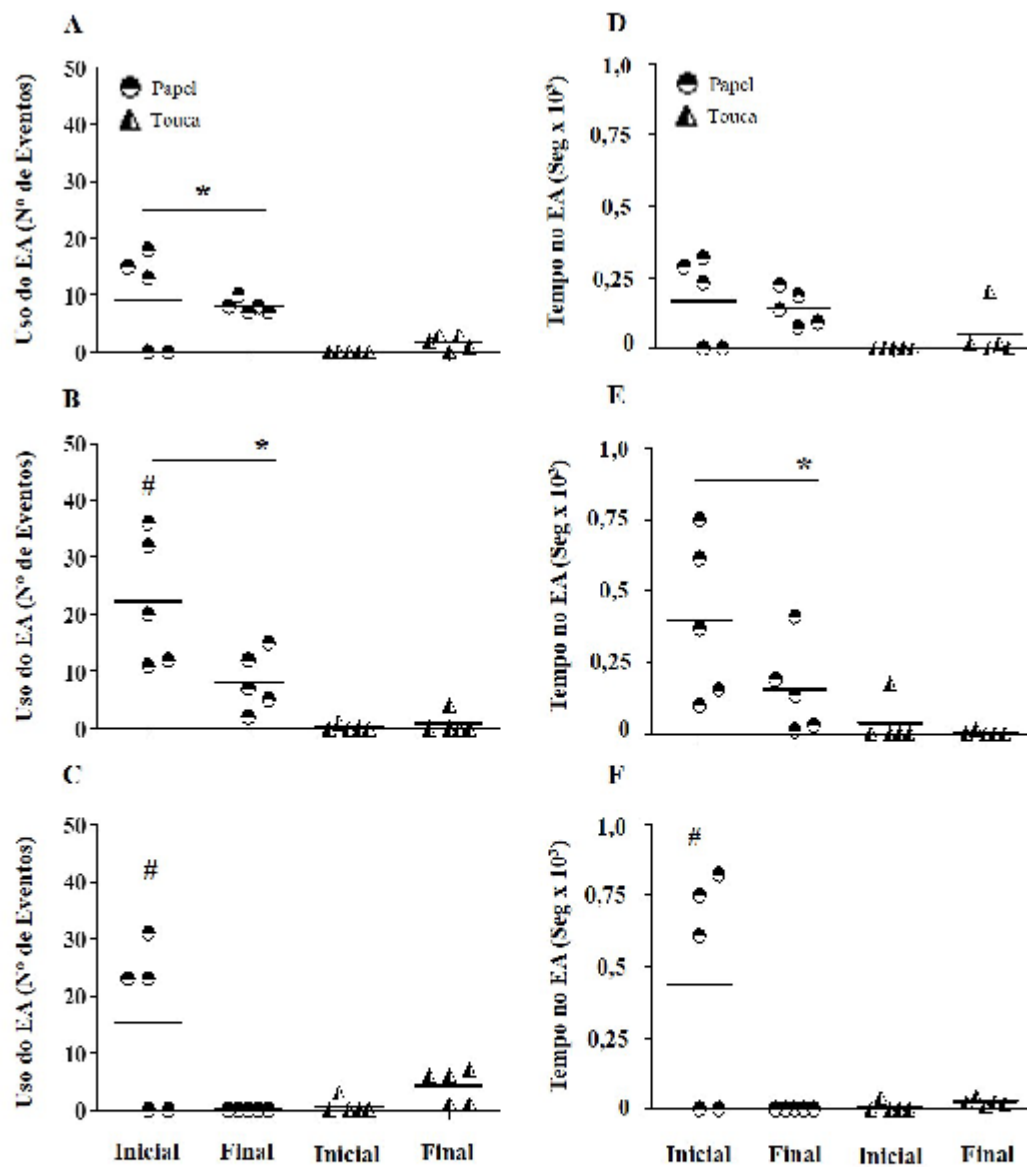 A
Uso do EA (Nº de Eventos)
50
40
30
20
10
0
Papel
Touca
*
D
Tempo no EA (Seg x 10³)
1,0
0,75
0,5
0,25
0
Papel
Touca
B
Uso do EA (Nº de Eventos)
50
40
30
20
10
0
#
*
E
Tempo no EA (Seg x 10³)
1,0
0,75
0,5
0,25
0
*
C
Uso do EA (Nº de Eventos)
50
40
30
20
10
0
#
Inicial Final Inicial Final
F
Tempo no EA (Seg x 10³)
1,0
0,75
0,5
0,25
0
#
Inicial Final Inicial Final